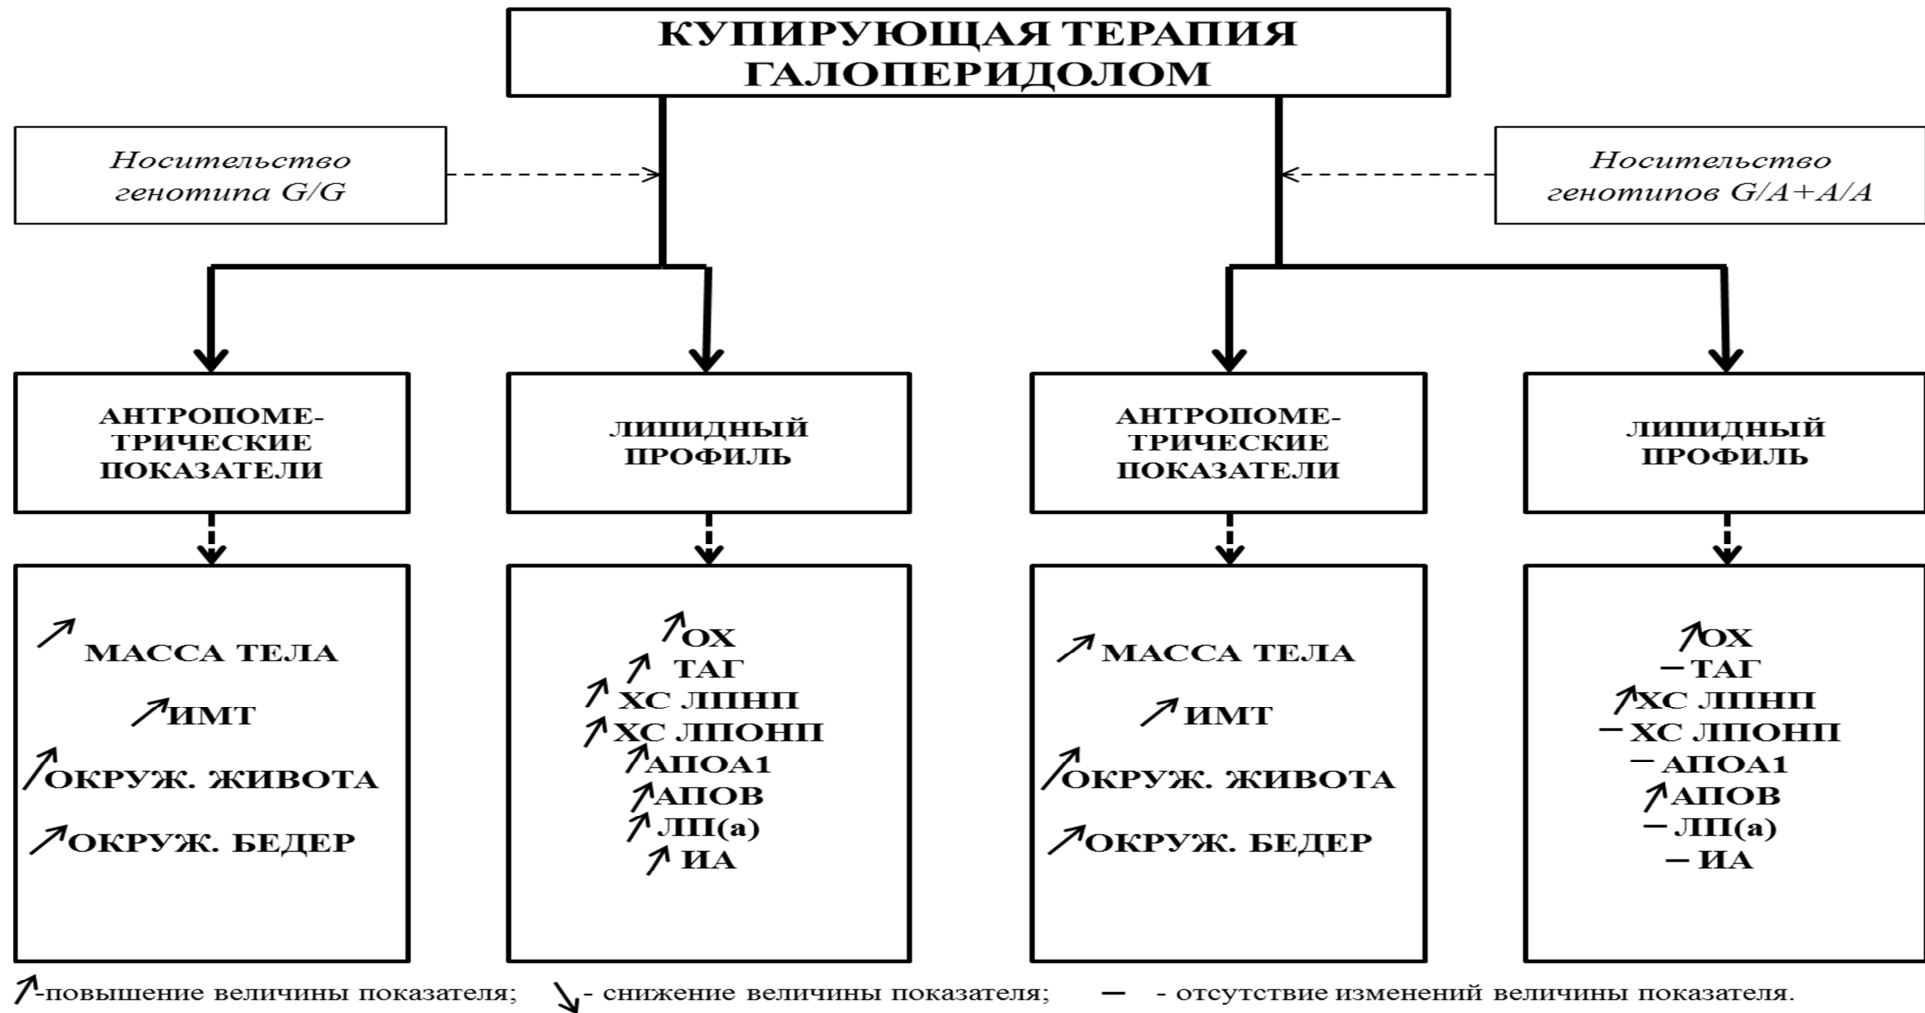 КУПИРУЮЩАЯ ТЕРАПИЯ
ГАЛОПЕРИДОЛОМ
Носительство
генотипа G/G
Носительство
генотипов G/A+A/A
АНТРОПОМЕ-
ТРИЧЕСКИЕ
ПОКАЗАТЕЛИ
ЛИПИДНЫЙ
ПРОФИЛЬ
АНТРОПОМЕ-
ТРИЧЕСКИЕ
ПОКАЗАТЕЛИ
ЛИПИДНЫЙ
ПРОФИЛЬ
↗ МАССА ТЕЛА
↗ ИМТ
↗ ОКРУЖ. ЖИВОТА
↗ ОКРУЖ. БЕДЕР
↗ ОХ
↗ ТАГ
↗ ХС ЛПНП
↗ ХС ЛПОНП
↗ АПОА1
↗ АПОВ
↗ ЛП(а)
↗ ИА
↗ МАССА ТЕЛА
↗ ИМТ
↗ ОКРУЖ. ЖИВОТА
↗ ОКРУЖ. БЕДЕР
↗ ОХ
– ТАГ
↗ ХС ЛПНП
– ХС ЛПОНП
– АПОА1
↗ АПОВ
– ЛП(а)
– ИА
↗ -повышение величины показателя; ↘ - снижение величины показателя; – - отсутствие изменений величины показателя.